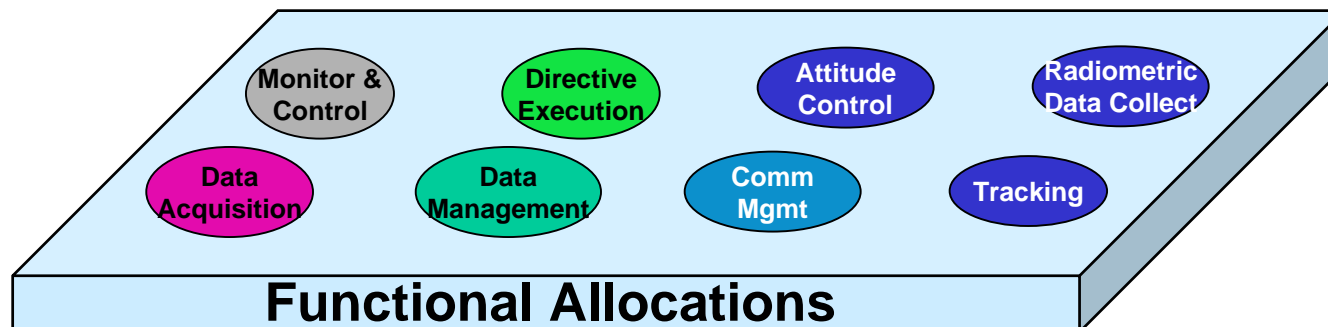 Monitor &
Control
Directive
Execution
Attitude
Control
Radiometric
Data Collect
Data
Acquisition
Data
Management
Comm
Mgmt
Tracking
Functional Allocations